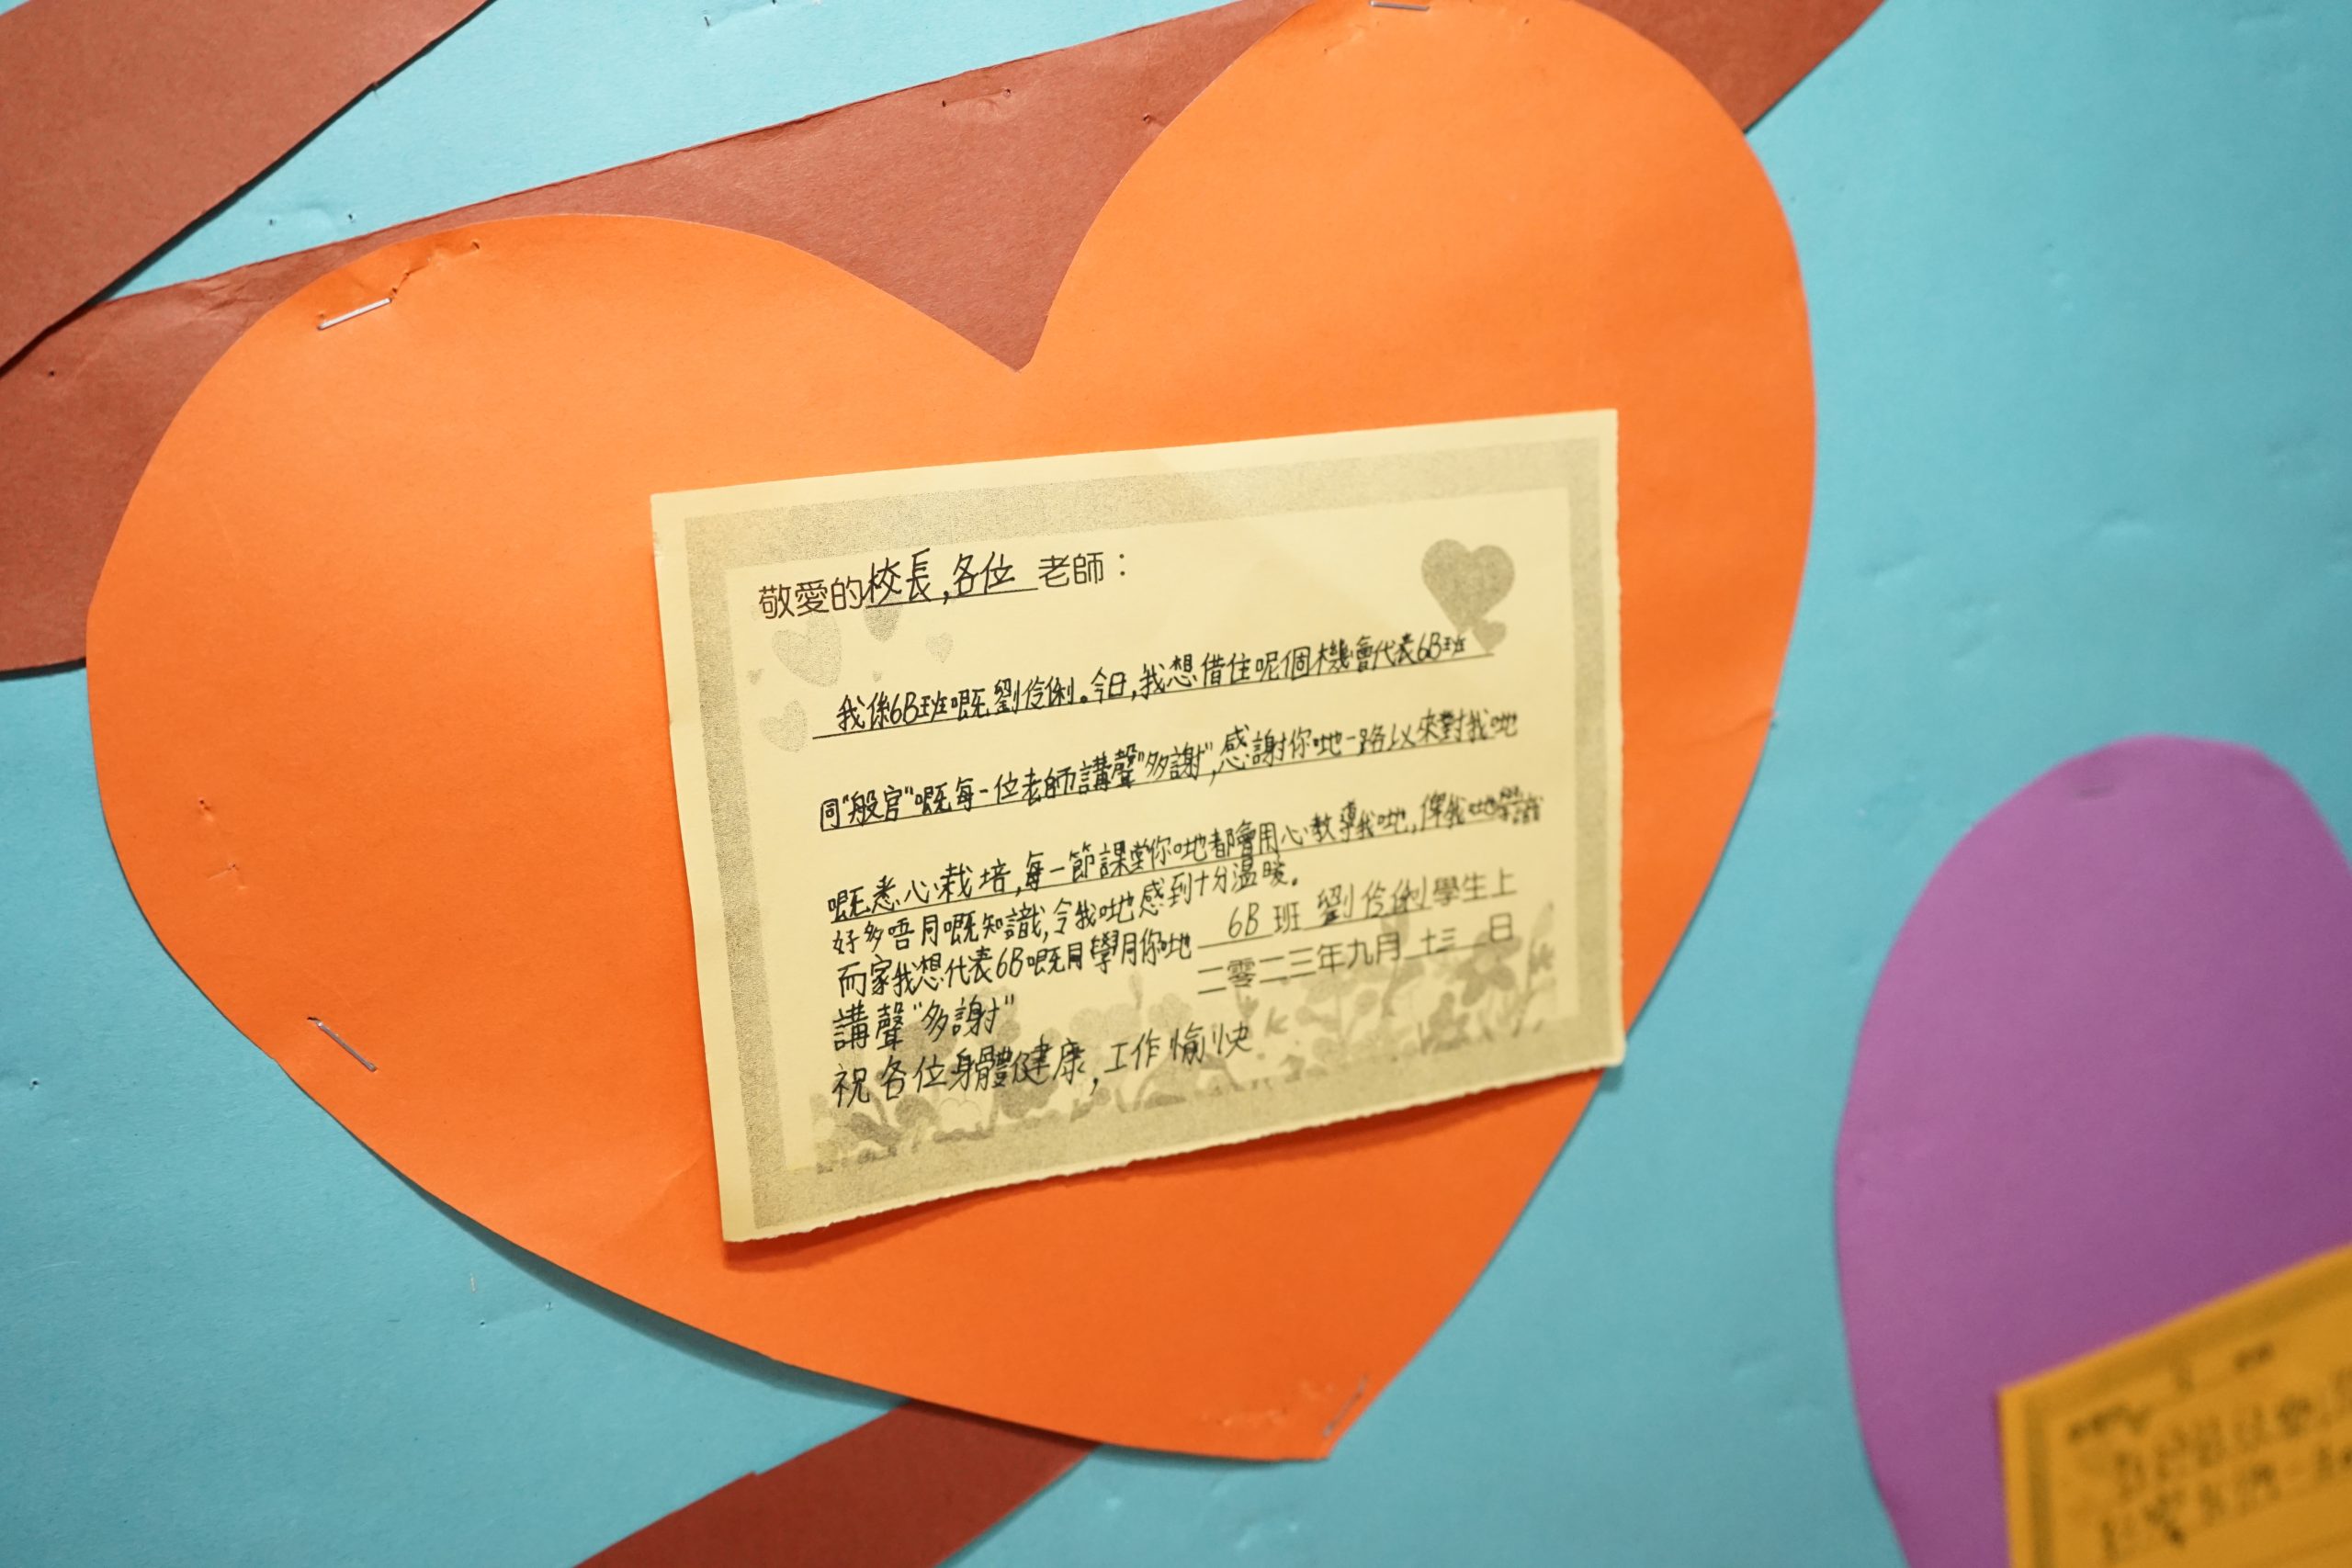 敬愛的校長,各位 老師：
我係6B班嘅劉伶俐。今日,我想借住呢個機會代表6B班
同"般官"嘅每一位老師講聲"多謝",感謝你哋一路以來對我哋
嘅悉心栽培,每一節課堂你哋都會用心教導我哋,俾我哋學識
好多唔同嘅知識,令我哋感到十分溫暖。
而家我想代表6B嘅同學同你哋
講聲"多謝"
祝各位身體健康,工作愉快
6B 班 劉伶俐 學生上
二零二三年九月 十三 日